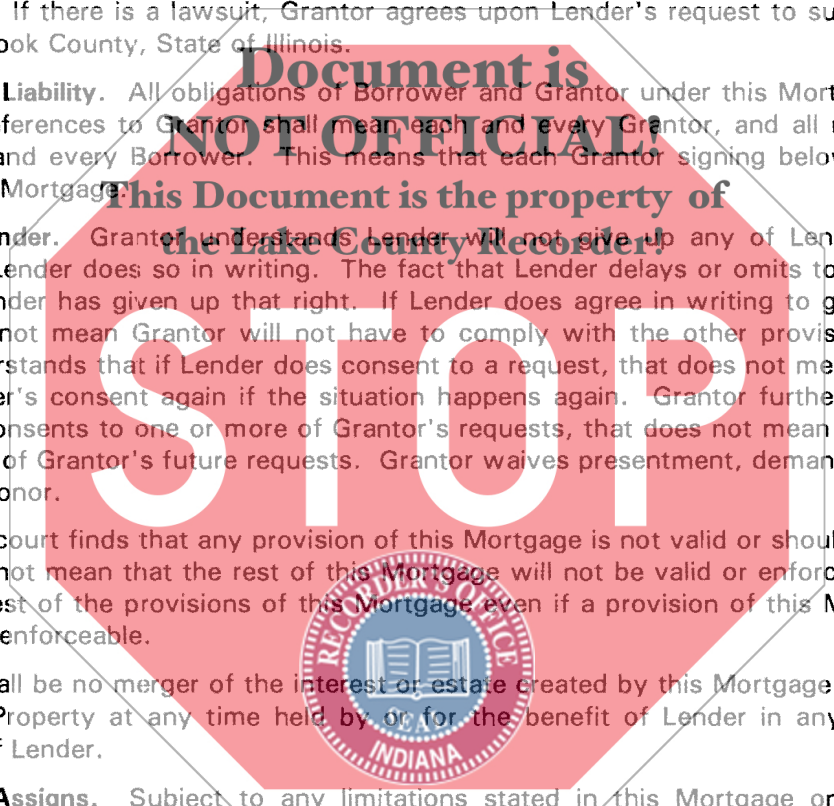 If there is a lawsuit, Grantor agrees upon Lender's request to su
ook County, State of Illinois.
Document is
Liability. All obligations of Borrower and Grantor under this Mort
ferences to Grantor shall mean each and every Grantor, and all
NOT OFFICIAL!
and every Borrower. This means that each Grantor signing belo
Mortgage.
This Document is the property of
the Lake County Recorder!
nder. Grantor understands Lender will not give up any of Len
Lender does so in writing. The fact that Lender delays or omits to
nder has given up that right. If Lender does agree in writing to g
not mean Grantor will not have to comply with the other provis
rstands that if Lender does consent to a request, that does not me
er's consent again if the situation happens again. Grantor furthe
onsents to one or more of Grantor's requests, that does not mean
of Grantor's future requests. Grantor waives presentment, deman
onor.
STOP
court finds that any provision of this Mortgage is not valid or shoul
not mean that the rest of this Mortgage will not be valid or enforc
est of the provisions of this Mortgage even if a provision of this M
enforceable.
RECORDER'S OFFICE
SEAL
INDIANA
all be no merger of the interest or estate created by this Mortgage
Property at any time held by or for the benefit of Lender in any
f Lender.
Assigns. Subject to any limitations stated in this Mortgage on